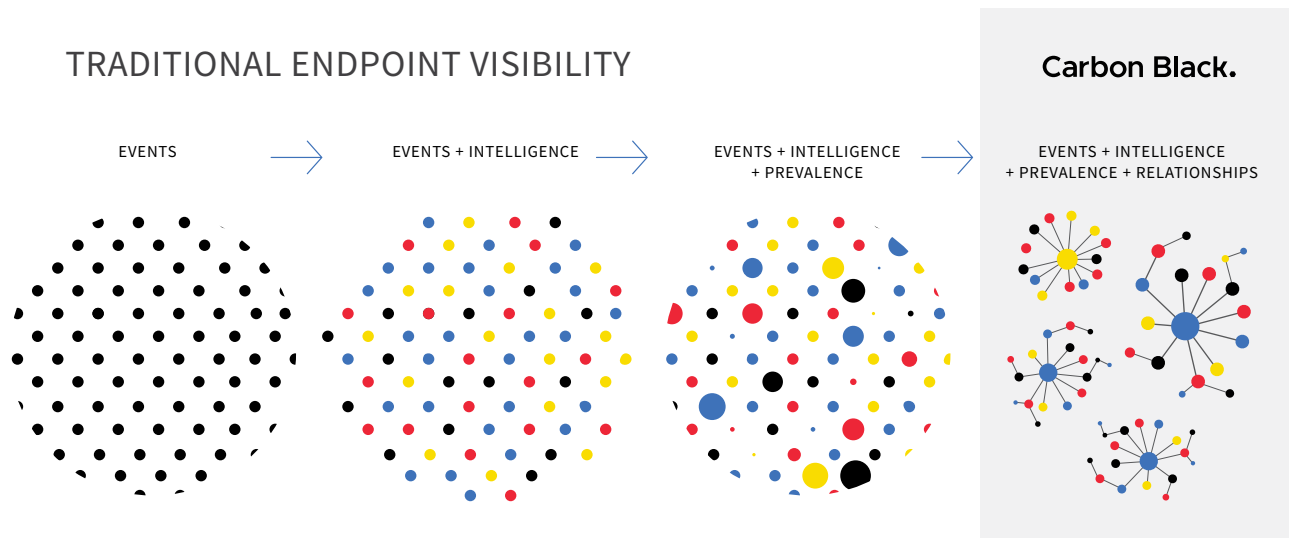 TRADITIONAL ENDPOINT VISIBILITY
Carbon Black.
EVENTS
EVENTS + INTELLIGENCE
EVENTS + INTELLIGENCE
+ PREVALENCE
EVENTS + INTELLIGENCE
+ PREVALENCE + RELATIONSHIPS